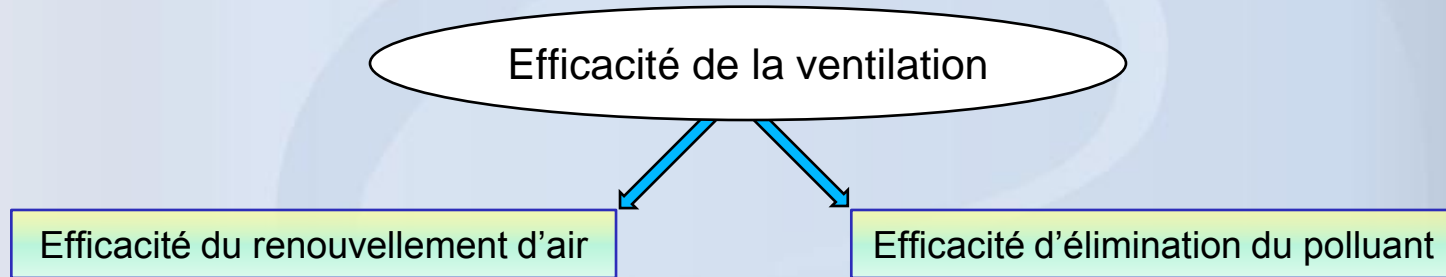 Efficacité de la ventilation
Efficacité du renouvellement d’air
Efficacité d’élimination du polluant